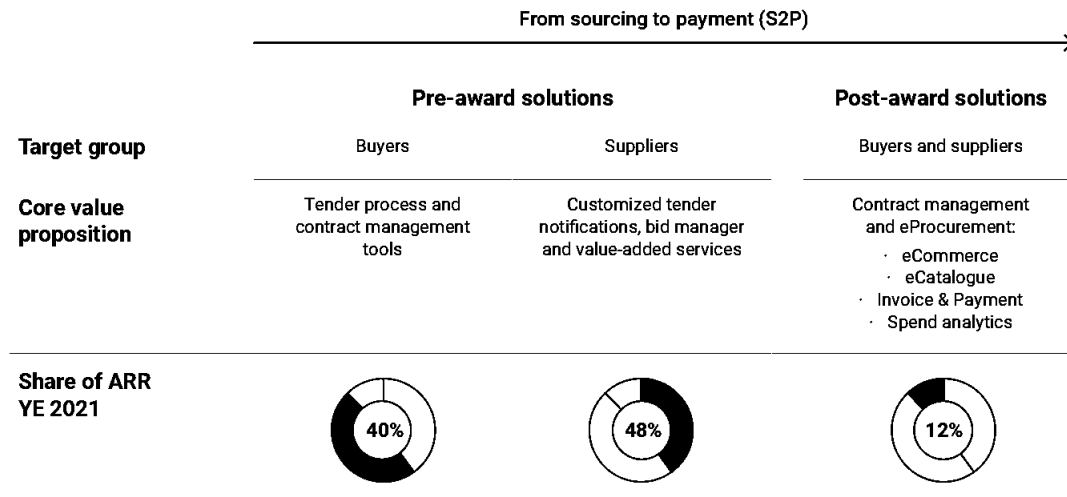 From sourcing to payment (S2P)
Pre-award solutions
Post-award solutions
Target group
Buyers
Suppliers
Buyers and suppliers
Core value
proposition
Tender process and
contract management
tools
Customized tender
notifications, bid manager
and value-added services
Contract management
and eProcurement:
· eCommerce
· eCatalogue
· Invoice & Payment
· Spend analytics
Share of ARR
YE 2021
40%
48%
12%